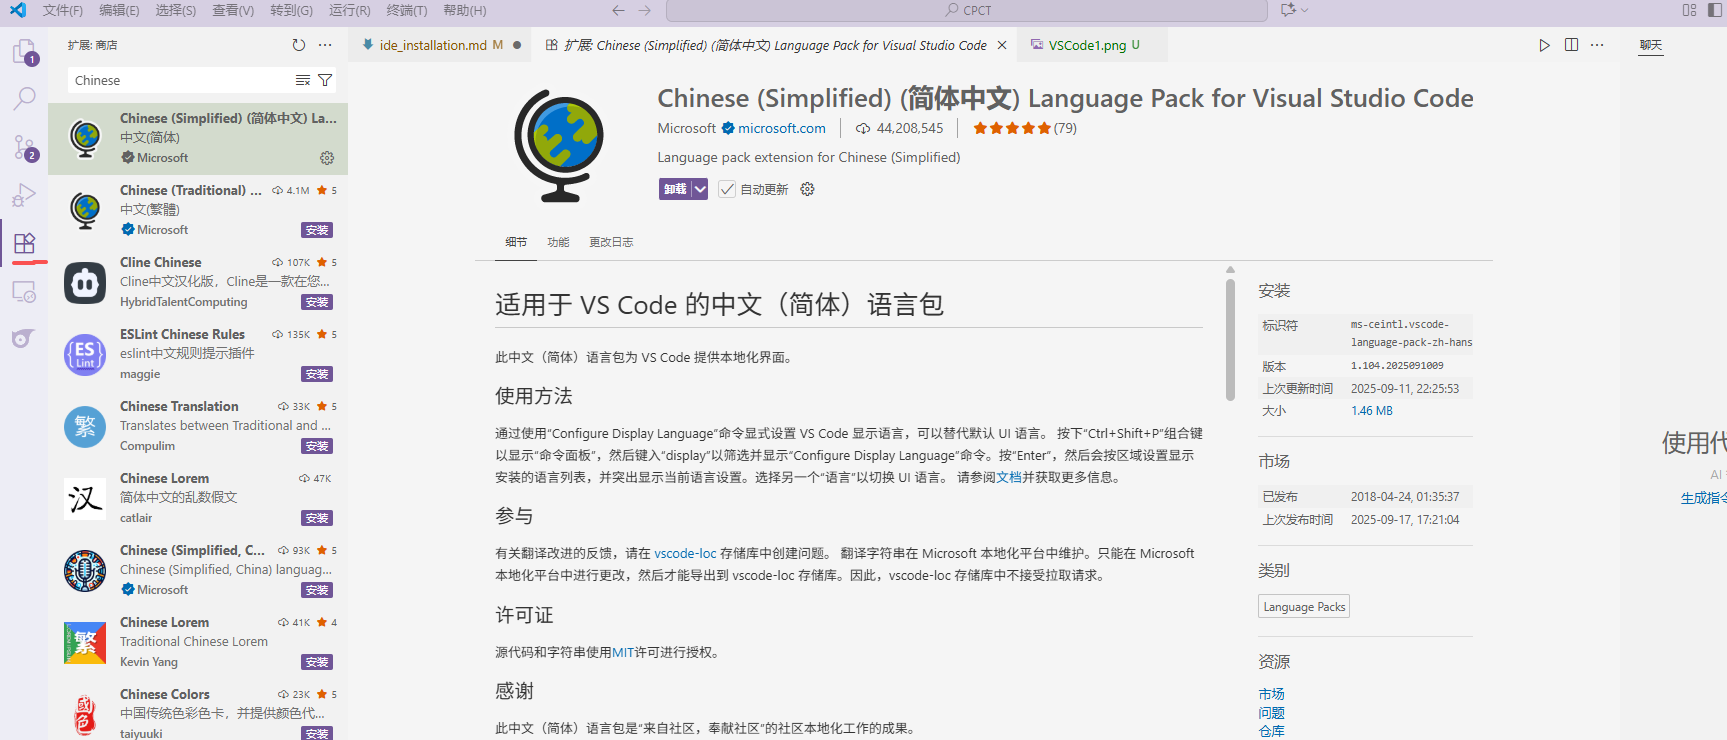 文件(F) 编辑(E) 选择(S) 查看(V) 转到(G) 运行(R) 终端(T) 帮助(H)
CPCT
扩展: 商店
ide_installation.md M
扩展: Chinese (Simplified) (简体中文) Language Pack for Visual Studio Code
VSCode1.png U
聊天
1
2
Chinese
Chinese (Simplified) (简体中文) La...
中文(简体)
Microsoft
Chinese (Traditional) ... 4.1M 5
中文(繁體)
Microsoft 安装
Cline Chinese 107K 5
Cline中文汉化版，Cline是一款在您...
HybridTalentComputing 安装
ES
Lint
ESLint Chinese Rules 135K 5
eslint中文规则提示插件
maggie 安装
繁
Chinese Translation 33K 5
Translates between Traditional and ...
Compulim 安装
汉
Chinese Lorem 47K
简体中文的乱数假文
catlair 安装
Chinese (Simplified, C... 93K 5
Chinese (Simplified, China) languag...
Microsoft 安装
繁
Chinese Lorem 41K 4
Traditional Chinese Lorem
Kevin Yang 安装
國色
Chinese Colors 23K 5
中国传统色彩色卡，并提供颜色代...
taiyuuki 安装
Chinese (Simplified) (简体中文) Language Pack for Visual Studio Code
Microsoft microsoft.com 44,208,545 (79)
Language pack extension for Chinese (Simplified)
卸载 自动更新
细节 功能 更改日志
适用于 VS Code 的中文（简体）语言包
此中文（简体）语言包为 VS Code 提供本地化界面。
使用方法
通过使用“Configure Display Language”命令显式设置 VS Code 显示语言，可以替代默认 UI 语言。 按下“Ctrl+Shift+P”组合键
以显示“命令面板”，然后键入“display”以筛选并显示“Configure Display Language”命令。按“Enter”，然后会按区域设置显示
安装的语言列表，并突出显示当前语言设置。选择另一个“语言”以切换 UI 语言。 请参阅文档并获取更多信息。
参与
有关翻译改进的反馈，请在 vscode-loc 存储库中创建问题。 翻译字符串在 Microsoft 本地化平台中维护。只能在 Microsoft
本地化平台中进行更改，然后才能导出到 vscode-loc 存储库。因此，vscode-loc 存储库中不接受拉取请求。
许可证
源代码和字符串使用MIT许可进行授权。
感谢
此中文（简体）语言包是“来自社区，奉献社区”的社区本地化工作的成果。
安装
标识符 ms-ceintl.vscode-
language-pack-zh-hans
版本 1.104.2025091009
上次更新时间 2025-09-11, 22:25:53
大小 1.46 MB
市场
已发布 2018-04-24, 01:35:37
上次发布时间 2025-09-17, 17:21:04
类别
Language Packs
资源
市场
问题
仓库
使用代
AI
生成指令